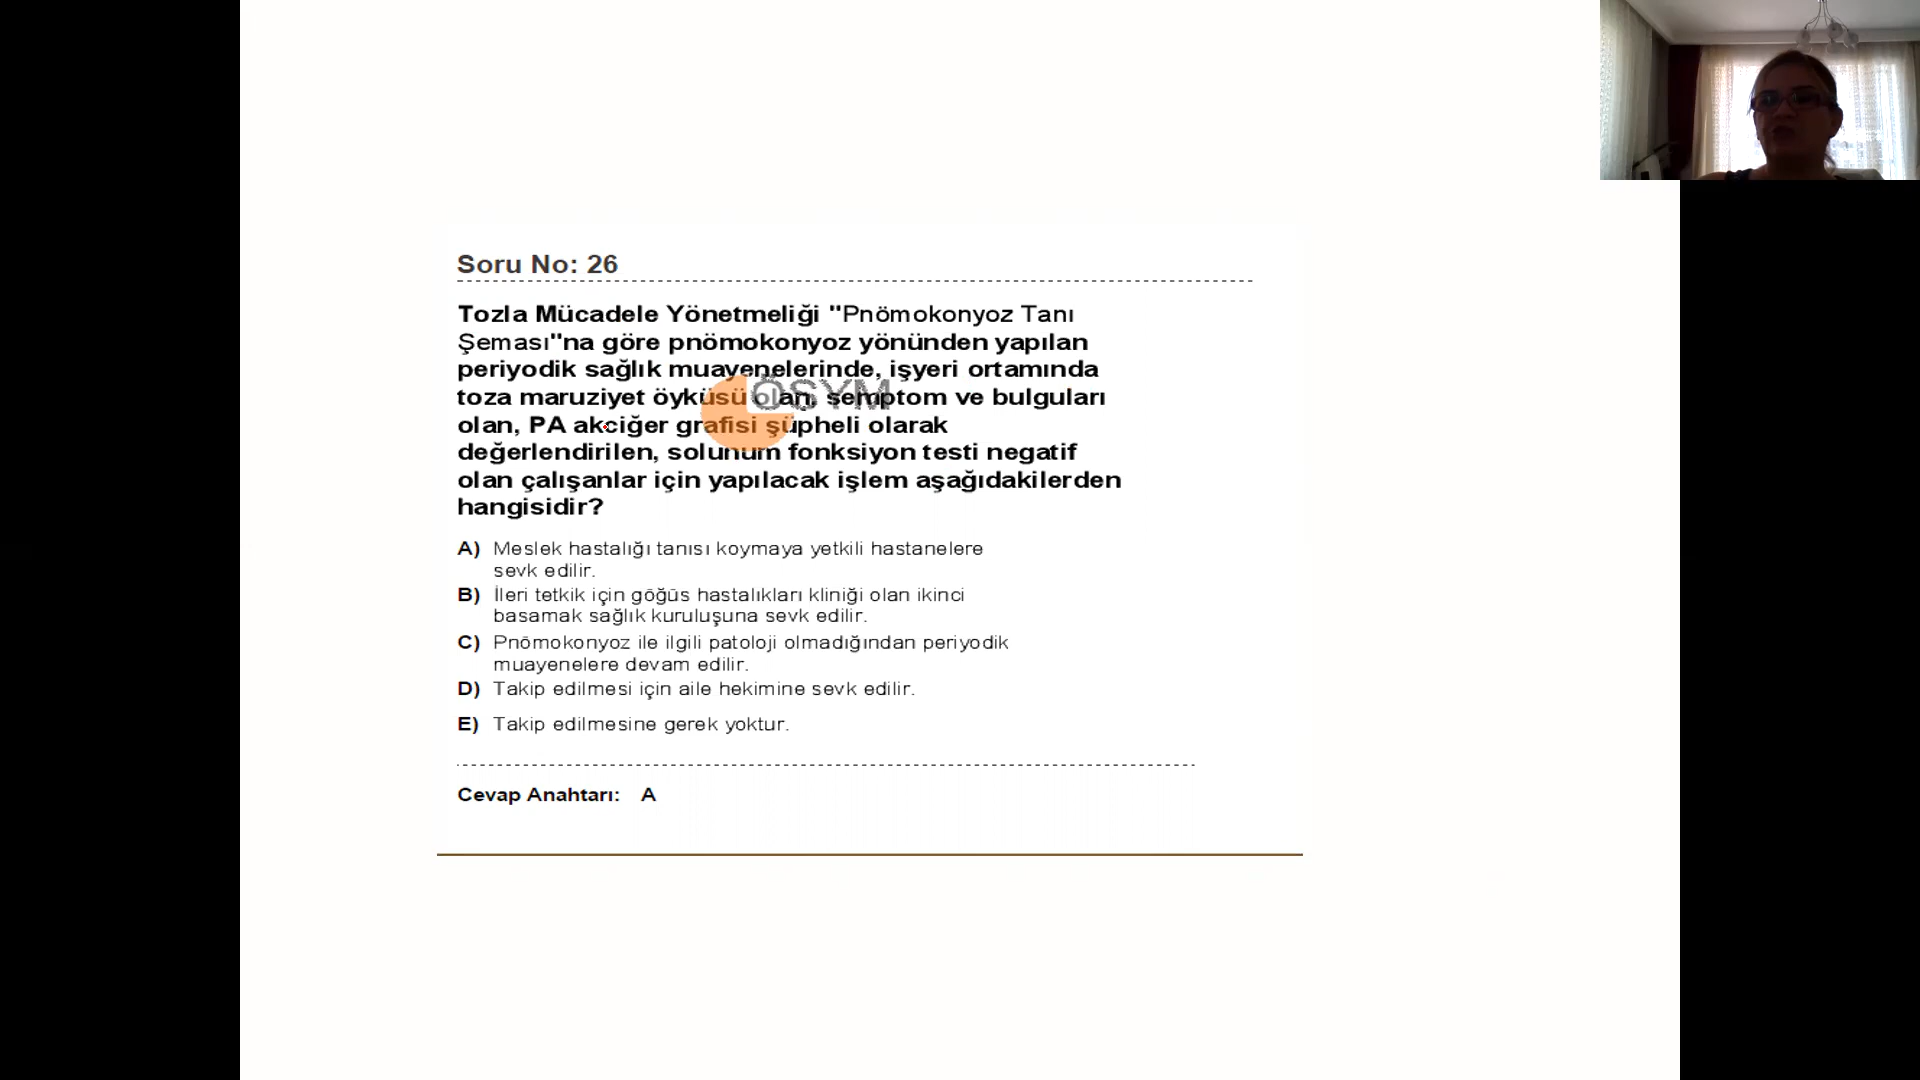 Soru No: 26
Tozla Mücadele Yönetmeliği "Pnömokonyoz Tanı
Şeması"na göre pnömokonyoz yönünden yapılan
periyodik sağlık muayenelerinde, işyeri ortamında
toza maruziyet öyküsü olan, semptom ve bulguları
olan, PA akciğer grafisi şüpheli olarak
değerlendirilen, solunum fonksiyon testi negatif
olan çalışanlar için yapılacak işlem aşağıdakilerden
hangisidir?
ÖSYM
A) Meslek hastalığı tanısı koymaya yetkili hastanelere
sevk edilir.
B) İleri tetkik için göğüs hastalıkları kliniği olan ikinci
basamak sağlık kuruluşuna sevk edilir.
C) Pnömokonyoz ile ilgili patoloji olmadığından periyodik
muayenelere devam edilir.
D) Takip edilmesi için aile hekimine sevk edilir.
E) Takip edilmesine gerek yoktur.
Cevap Anahtarı: A